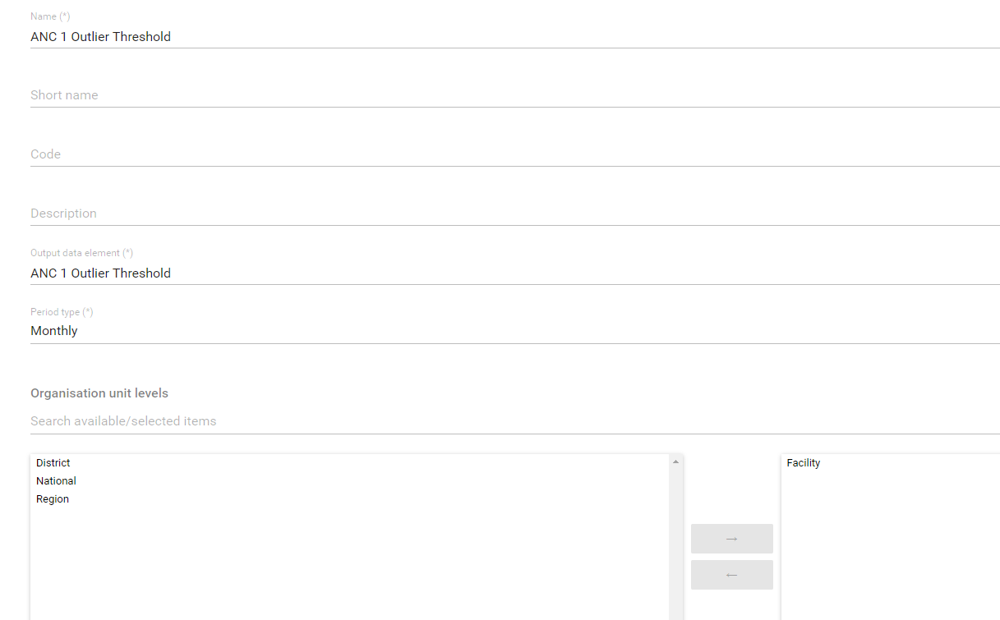 Name (*)
ANC 1 Outlier Threshold
Short name
Code
Description
Output data element (*)
ANC 1 Outlier Threshold
Period type (*)
Monthly
Organisation unit levels
Search available/selected items
District
National
Region
→
←
Facility